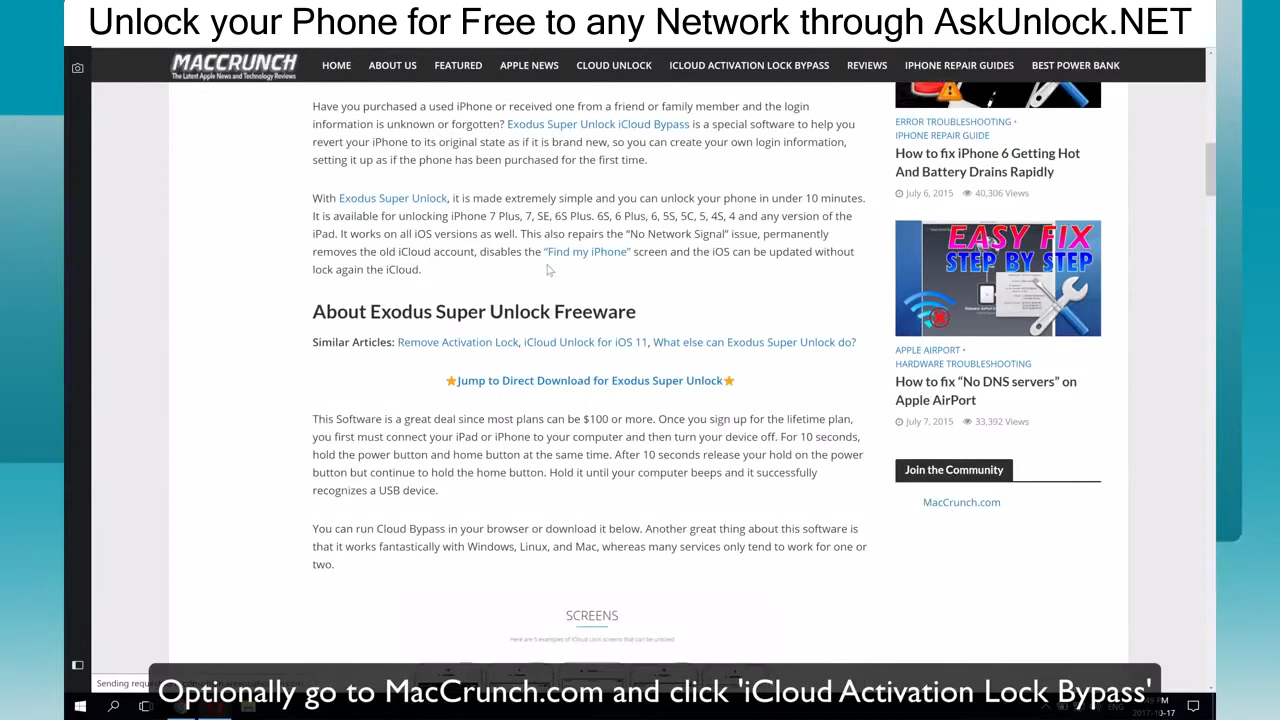 Unlock your Phone for Free to any Network through AskUnlock.NET
MACCRUNCH
The Latest Apple News and Technology Reviews
HOME ABOUT US FEATURED APPLE NEWS CLOUD UNLOCK ICLOUD ACTIVATION LOCK BYPASS REVIEWS IPHONE REPAIR GUIDES BEST POWER BANK
Have you purchased a used iPhone or received one from a friend or family member and the login
information is unknown or forgotten? Exodus Super Unlock iCloud Bypass is a special software to help you
revert your iPhone to its original state as if it is brand new, so you can create your own login information,
setting it up as if the phone has been purchased for the first time.
With Exodus Super Unlock, it is made extremely simple and you can unlock your phone in under 10 minutes.
It is available for unlocking iPhone 7 Plus, 7, SE, 6S Plus. 6S, 6 Plus, 6, 5S, 5C, 5, 4S, 4 and any version of the
iPad. It works on all iOS versions as well. This also repairs the “No Network Signal” issue, permanently
removes the old iCloud account, disables the “Find my iPhone” screen and the iOS can be updated without
lock again the iCloud.
About Exodus Super Unlock Freeware
Similar Articles: Remove Activation Lock, iCloud Unlock for iOS 11, What else can Exodus Super Unlock do?
⭐Jump to Direct Download for Exodus Super Unlock⭐
This Software is a great deal since most plans can be $100 or more. Once you sign up for the lifetime plan,
you first must connect your iPad or iPhone to your computer and then turn your device off. For 10 seconds,
hold the power button and home button at the same time. After 10 seconds release your hold on the power
button but continue to hold the home button. Hold it until your computer beeps and it successfully
recognizes a USB device.
You can run Cloud Bypass in your browser or download it below. Another great thing about this software is
that it works fantastically with Windows, Linux, and Mac, whereas many services only tend to work for one or
two.
SCREENS
Here are 5 examples of iCloud Lock screens that can be unlocked
ERROR TROUBLESHOOTING •
IPHONE REPAIR GUIDE
How to fix iPhone 6 Getting Hot
And Battery Drains Rapidly
July 6, 2015 40,306 Views
EASY FIX
STEP BY STEP
APPLE AIRPORT •
HARDWARE TROUBLESHOOTING
How to fix “No DNS servers” on
Apple AirPort
July 7, 2015 33,392 Views
Join the Community
MacCrunch.com
Optionally go to MacCrunch.com and click 'iCloud Activation Lock Bypass'
ENG
2017-10-17